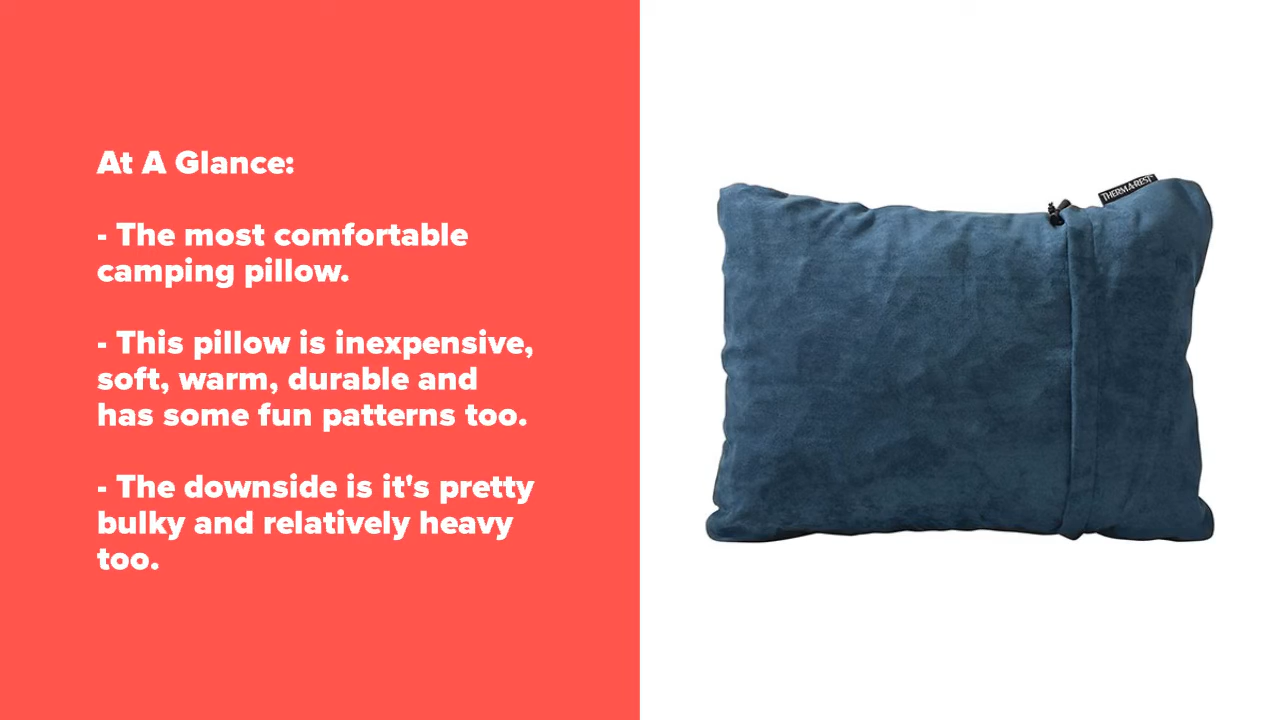 At A Glance:
- The most comfortable
camping pillow.
- This pillow is inexpensive,
soft, warm, durable and
has some fun patterns too.
- The downside is it's pretty
bulky and relatively heavy
too.
THERMAREST